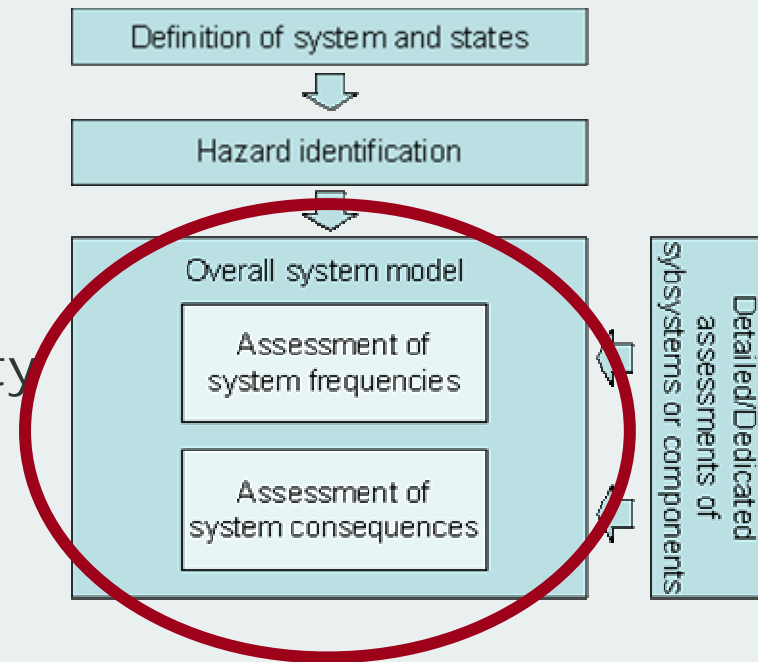 Definition of system and states
Hazard identification
Overall system model
Assessment of
system frequencies
ty
Assessment of
system consequences
Detailed/Dedicated
assessments of
sybsystems or components